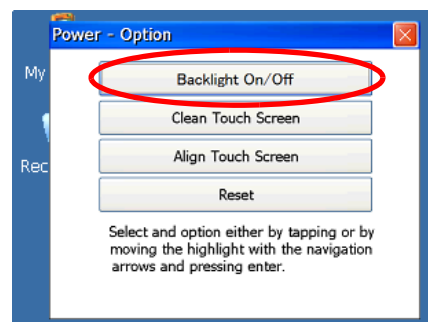 Power - Option
My
Backlight On/Off
Clean Touch Screen
Rec
Align Touch Screen
Reset
Select and option either by tapping or by
moving the highlight with the navigation
arrows and pressing enter.